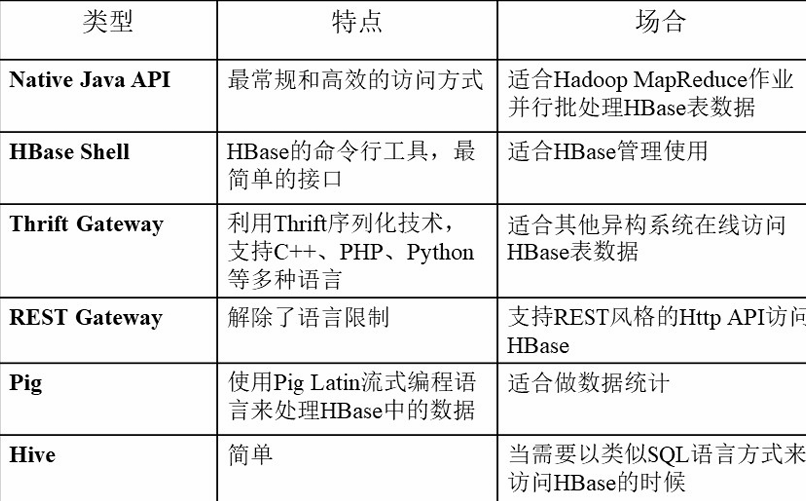 类型 特点 场合
Native Java API 最常规和高效的访问方式 适合Hadoop MapReduce作业
并行批处理HBase表数据
HBase Shell HBase的命令行工具，最
简单的接口
适合HBase管理使用
Thrift Gateway 利用Thrift序列化技术，
支持C++、PHP、Python
等多种语言
适合其他异构系统在线访问
HBase表数据
REST Gateway 解除了语言限制 支持REST风格的Http API访问
HBase
Pig 使用Pig Latin流式编程语
言来处理HBase中的数据
适合做数据统计
Hive 简单 当需要以类似SQL语言方式来
访问HBase的时候